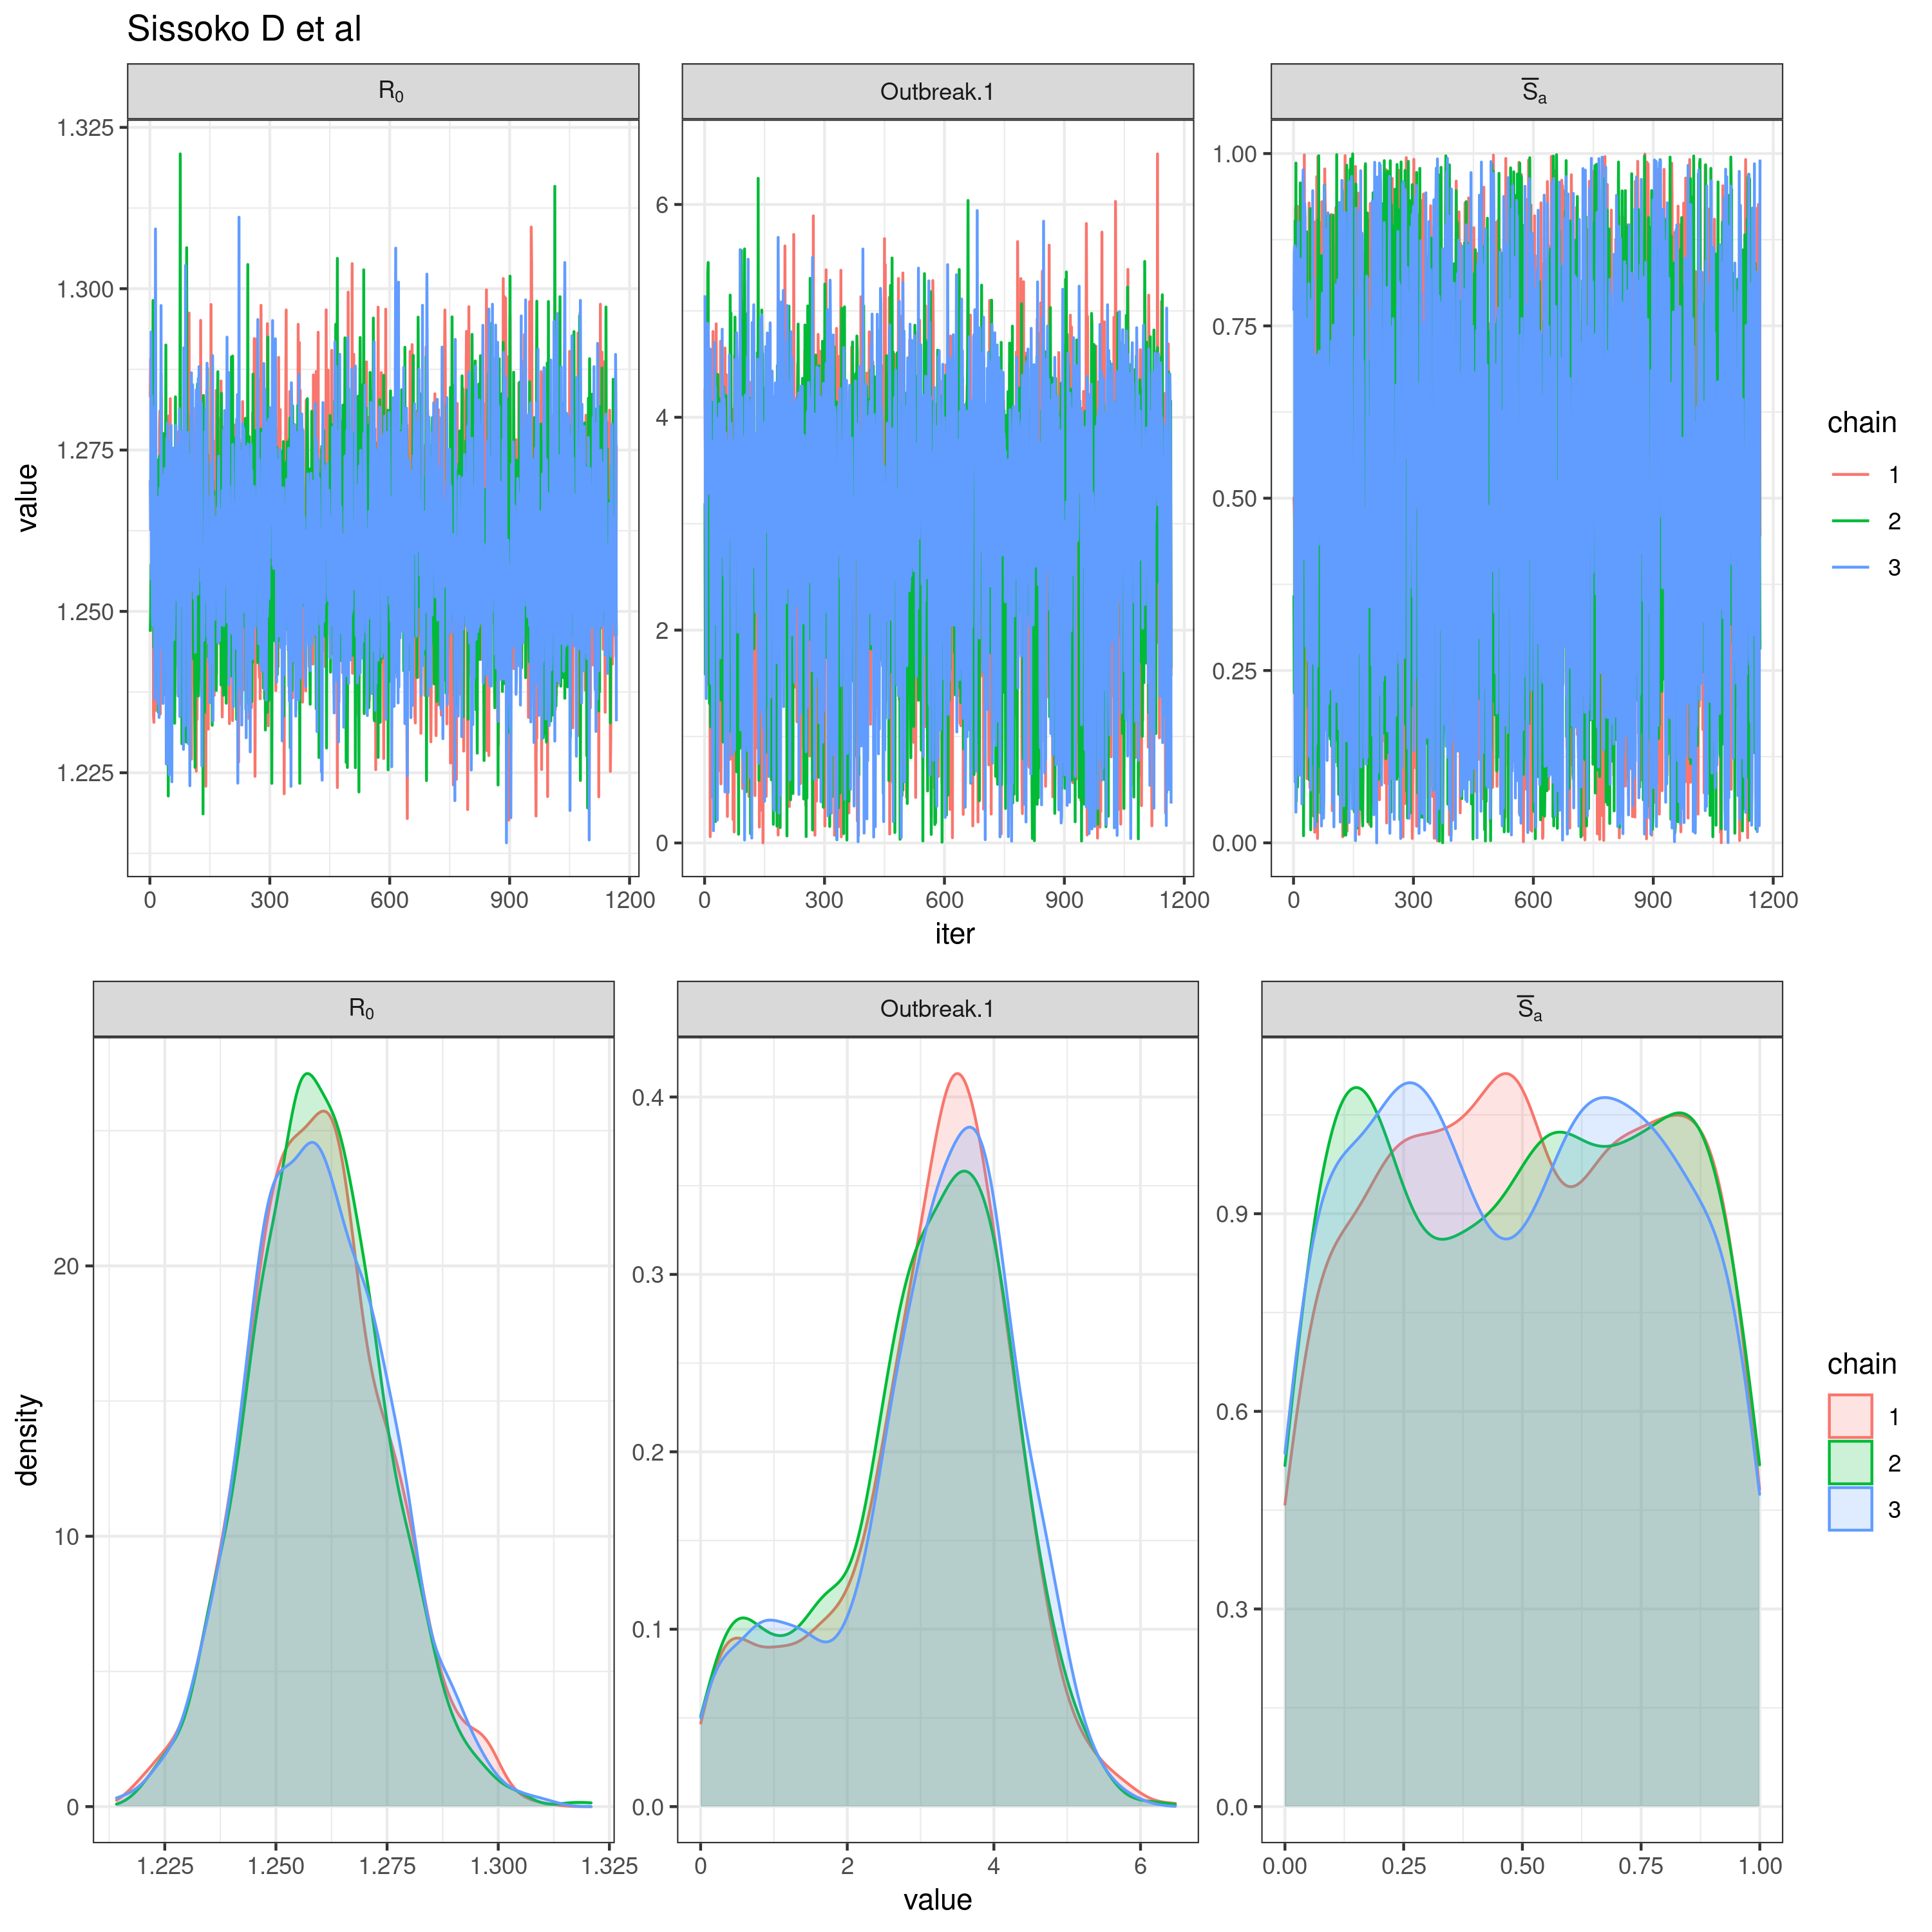 Sissoko D et al
R0 Outbreak.1 S̅a
value
1.325
1.300
1.275
1.250
1.225
6
4
2
0
1.00
0.75
0.50
0.25
0.00
0 300 600 900 1200 0 300 600 900 1200 0 300 600 900 1200
iter
chain
1
2
3
R0 Outbreak.1 S̅a
density
20
10
0
0.4
0.3
0.2
0.1
0.0
0.9
0.6
0.3
0.0
1.225 1.250 1.275 1.300 1.325 0 2 4 6 0.00 0.25 0.50 0.75 1.00
value
chain
1
2
3